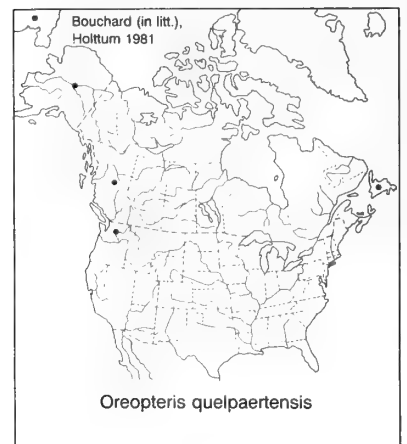 Bouchard (in litt.),
Holttum 1981
Oreopteris quelpaertensis